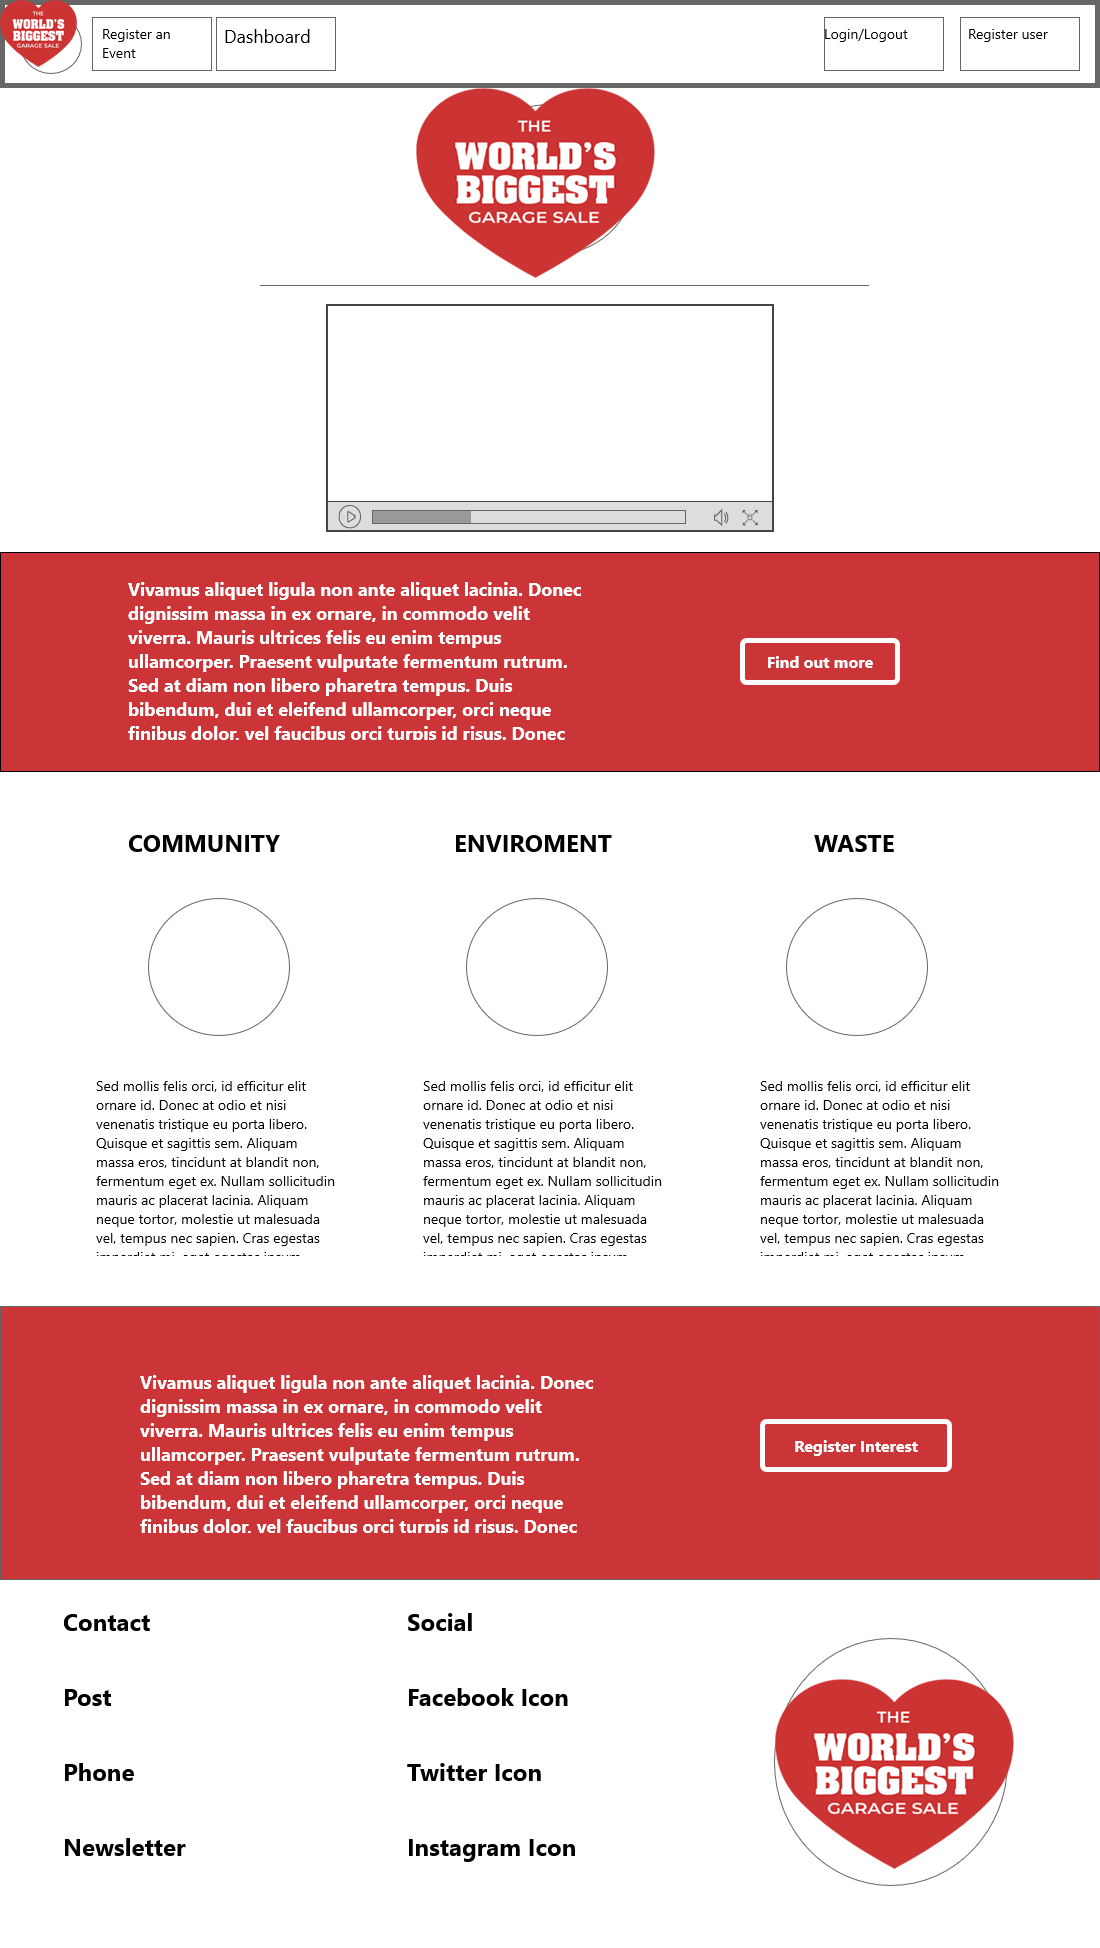 THE
WORLD'S
BIGGEST
GARAGE SALE
Register an
Event
Dashboard
Login/Logout
Register user
THE
WORLD'S
BIGGEST
GARAGE SALE
Vivamus aliquet ligula non ante aliquet lacinia. Donec
dignissim massa in ex ornare, in commodo velit
viverra. Mauris ultrices felis eu enim tempus
ullamcorper. Praesent vulputate fermentum rutrum.
Sed at diam non libero pharetra tempus. Duis
bibendum, dui et eleifend ullamcorper, orci neque
finibus dolor, vel faucibus orci turpis id risus. Donec
Find out more
COMMUNITY
Sed mollis felis orci, id efficitur elit
ornare id. Donec at odio et nisi
venenatis tristique eu porta libero.
Quisque et sagittis sem. Aliquam
massa eros, tincidunt at blandit non,
fermentum eget ex. Nullam sollicitudin
mauris ac placerat lacinia. Aliquam
neque tortor, molestie ut malesuada
vel, tempus nec sapien. Cras egestas
ENVIROMENT
Sed mollis felis orci, id efficitur elit
ornare id. Donec at odio et nisi
venenatis tristique eu porta libero.
Quisque et sagittis sem. Aliquam
massa eros, tincidunt at blandit non,
fermentum eget ex. Nullam sollicitudin
mauris ac placerat lacinia. Aliquam
neque tortor, molestie ut malesuada
vel, tempus nec sapien. Cras egestas
WASTE
Sed mollis felis orci, id efficitur elit
ornare id. Donec at odio et nisi
venenatis tristique eu porta libero.
Quisque et sagittis sem. Aliquam
massa eros, tincidunt at blandit non,
fermentum eget ex. Nullam sollicitudin
mauris ac placerat lacinia. Aliquam
neque tortor, molestie ut malesuada
vel, tempus nec sapien. Cras egestas
Vivamus aliquet ligula non ante aliquet lacinia. Donec
dignissim massa in ex ornare, in commodo velit
viverra. Mauris ultrices felis eu enim tempus
ullamcorper. Praesent vulputate fermentum rutrum.
Sed at diam non libero pharetra tempus. Duis
bibendum, dui et eleifend ullamcorper, orci neque
finibus dolor, vel faucibus orci turpis id risus. Donec
Register Interest
Contact
Post
Phone
Newsletter
Social
Facebook Icon
Twitter Icon
Instagram Icon
THE
WORLD'S
BIGGEST
GARAGE SALE